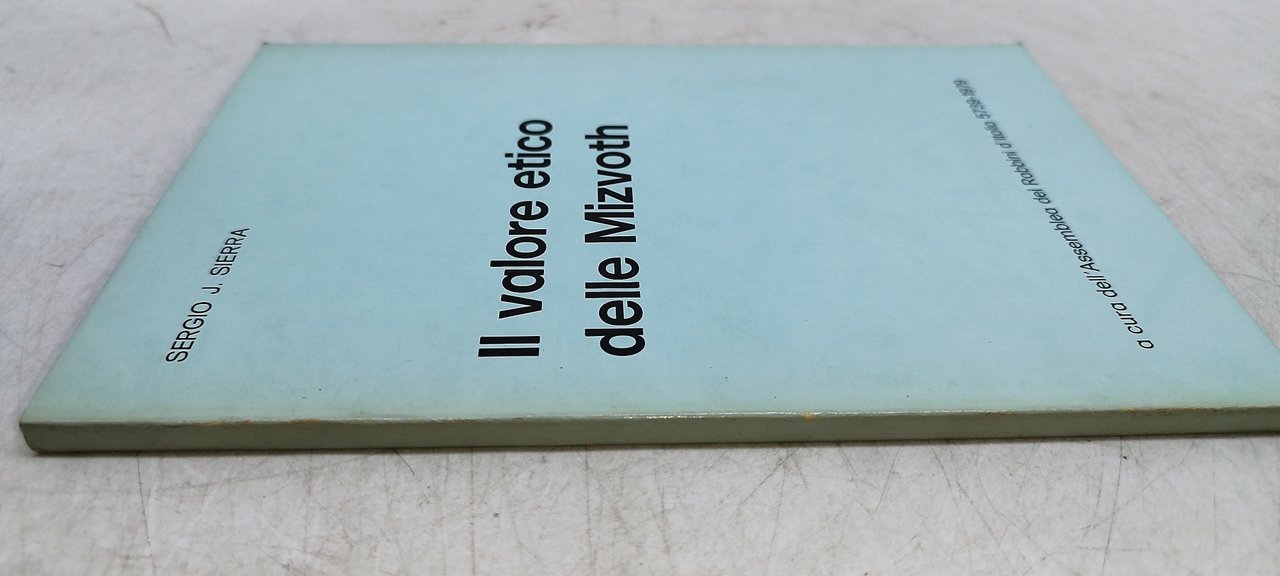 SERGIO J. SIERRA
Il valore etico
delle Mizvoth
a cura dell'Assemblea dei Rabbini d'Italia 5739-1979